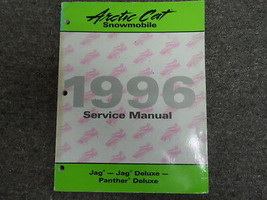 Arctic Cat
Snowmobile
1996
Service Manual
Jag® — Jag® Deluxe —
Panther® Deluxe